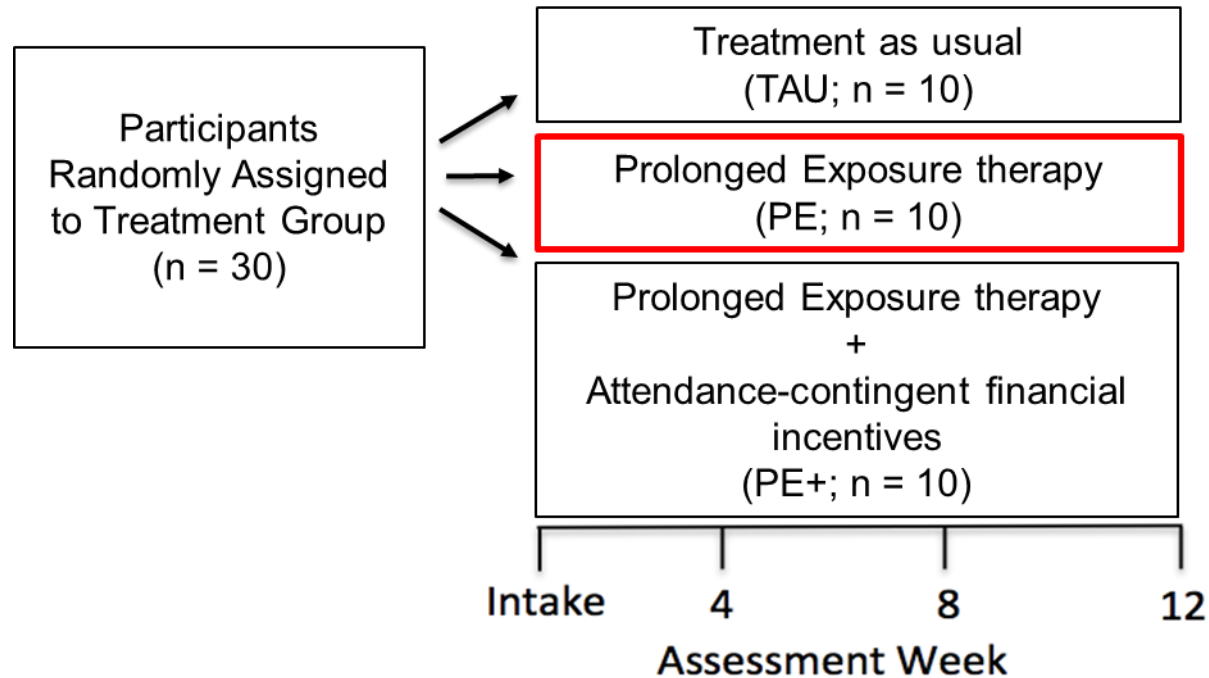 Participants
Randomly Assigned
to Treatment Group
(n = 30)
Treatment as usual
(TAU; n = 10)
Prolonged Exposure therapy
(PE; n = 10)
Prolonged Exposure therapy
+
Attendance-contingent financial
incentives
(PE+; n = 10)
Intake 4 8 12
Assessment Week